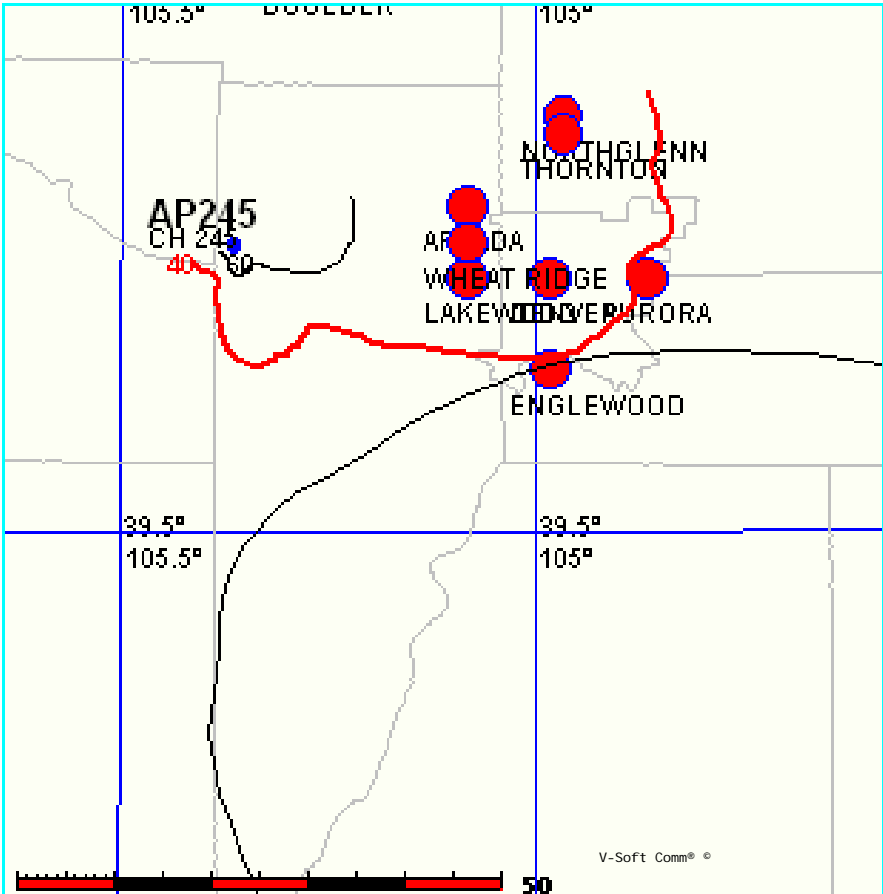 105.5° 105°
BOULDER
NORTHGLENN
THORNTON
AP245
CH 245
ARVADA
40 60
WHEAT RIDGE
LAKEWOOD DENVER AURORA
ENGLEWOOD
39.5° 39.5°
105.5° 105°
V-Soft Comm® ©
50